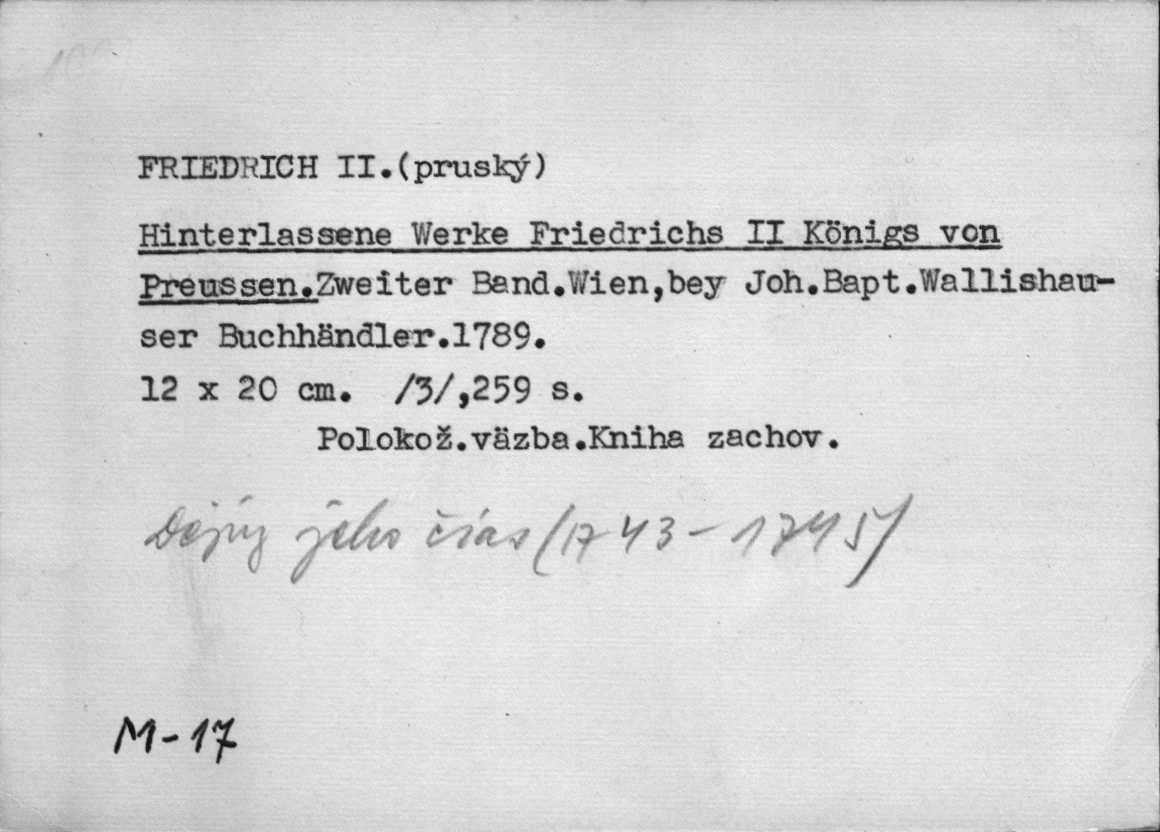 FRIEDRICH II.(pruský)
Hinterlassene Werke Friedrichs II Königs von
Preussen.Zweiter Band.Wien,bey Joh.Bapt.Wallishau-
ser Buchhändler.1789.
12 x 20 cm. /3/,259 s.
Polokož.väzba.Kniha zachov.
Dejiny jeho čias (1743-1745)
M-17